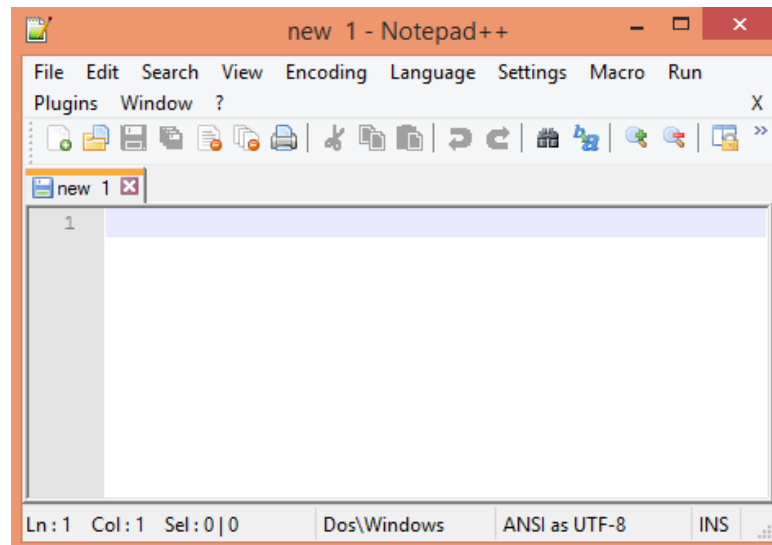 new 1 - Notepad++
File Edit Search View Encoding Language Settings Macro Run
Plugins Window ? X
new 1
1
Ln : 1 Col : 1 Sel : 0 | 0 Dos\Windows ANSI as UTF-8 INS